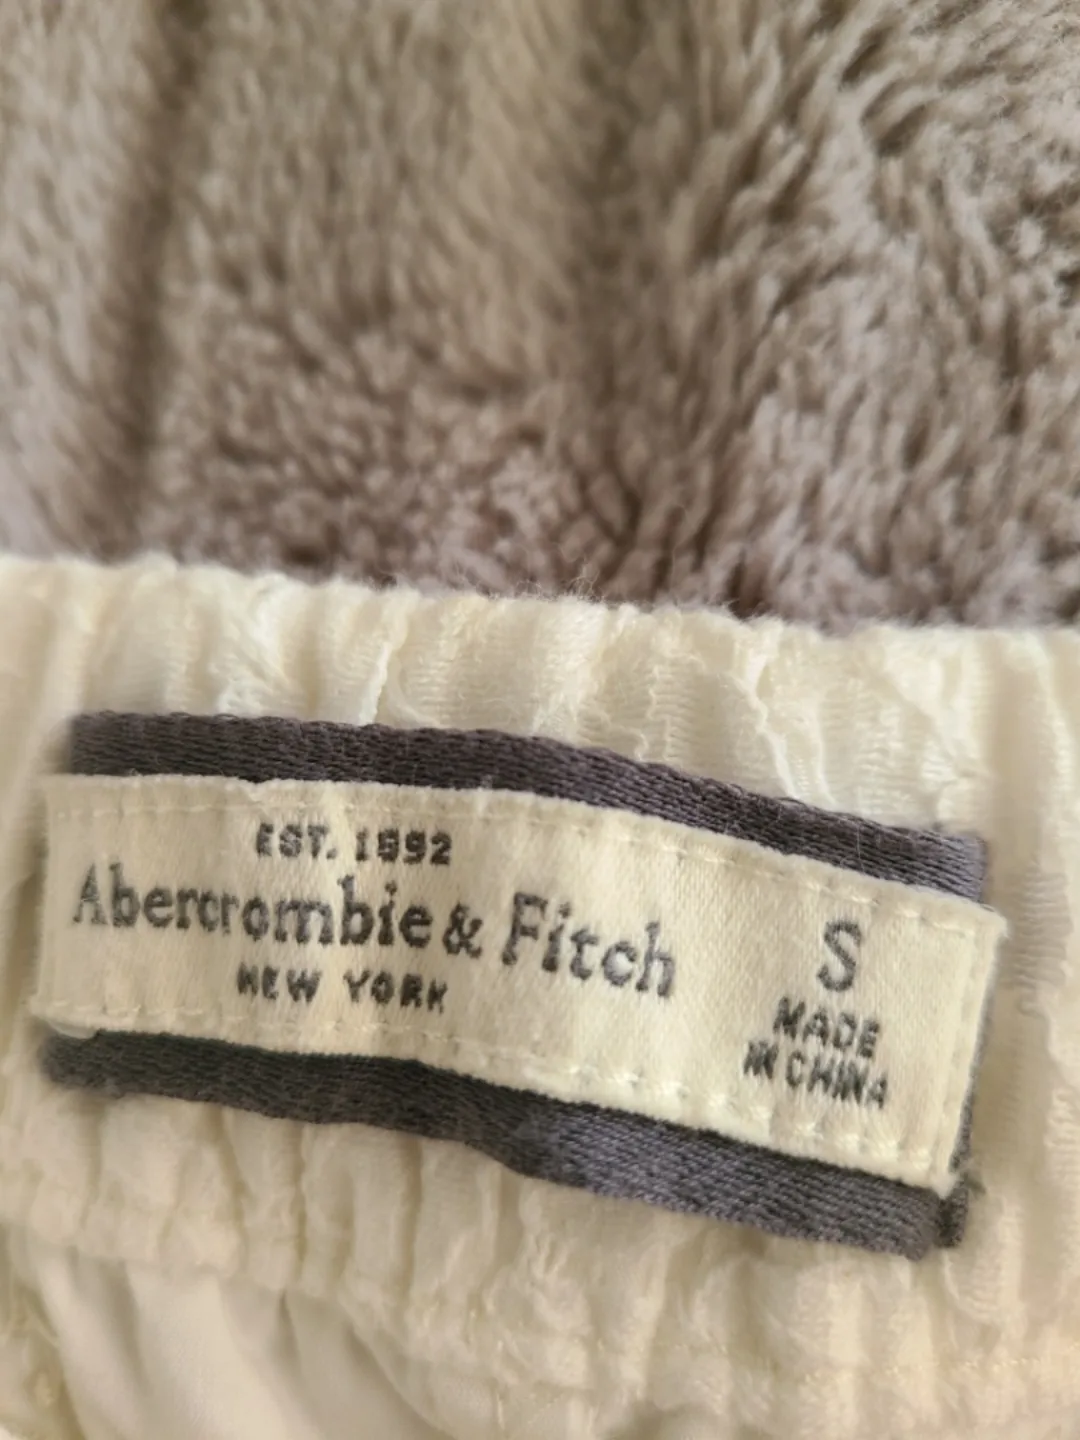 EST. 1892
Abercrombie & Fitch
NEW YORK
S
MADE
IN CHINA